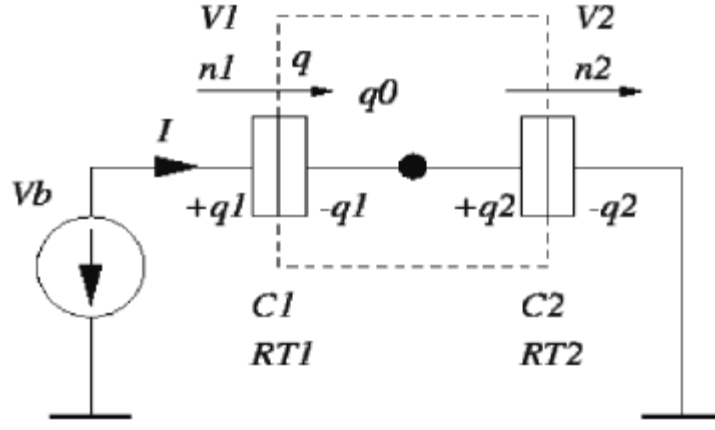 V1 V2
n1 q n2
q0
I
Vb
+q1 -q1 +q2 -q2
C1 C2
RT1 RT2